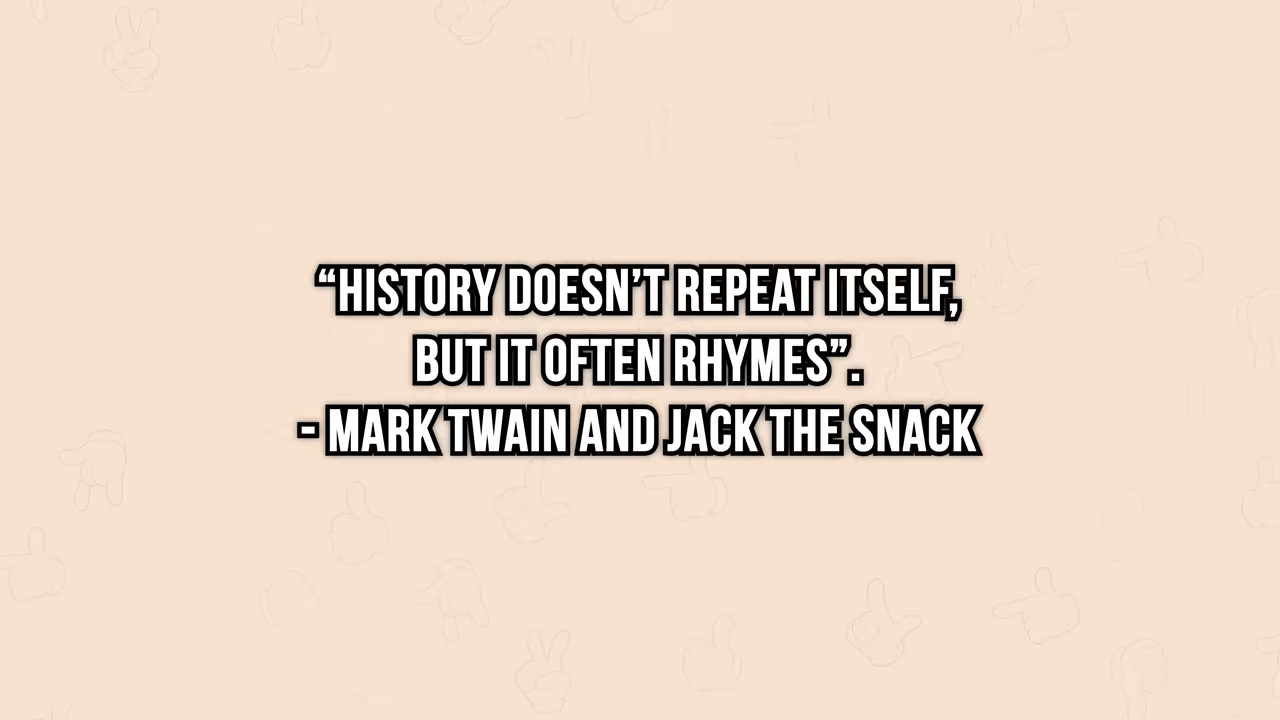 “HISTORY DOESN’T REPEAT ITSELF,
BUT IT OFTEN RHYMES”.
- MARK TWAIN AND JACK THE SNACK